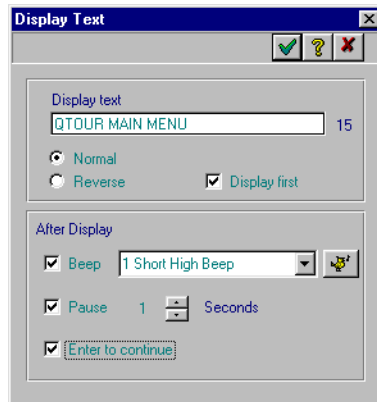 Display Text
Display text
QTOUR MAIN MENU 15
Normal
Reverse Display first
After Display
Beep 1 Short High Beep
Pause 1 Seconds
Enter to continue